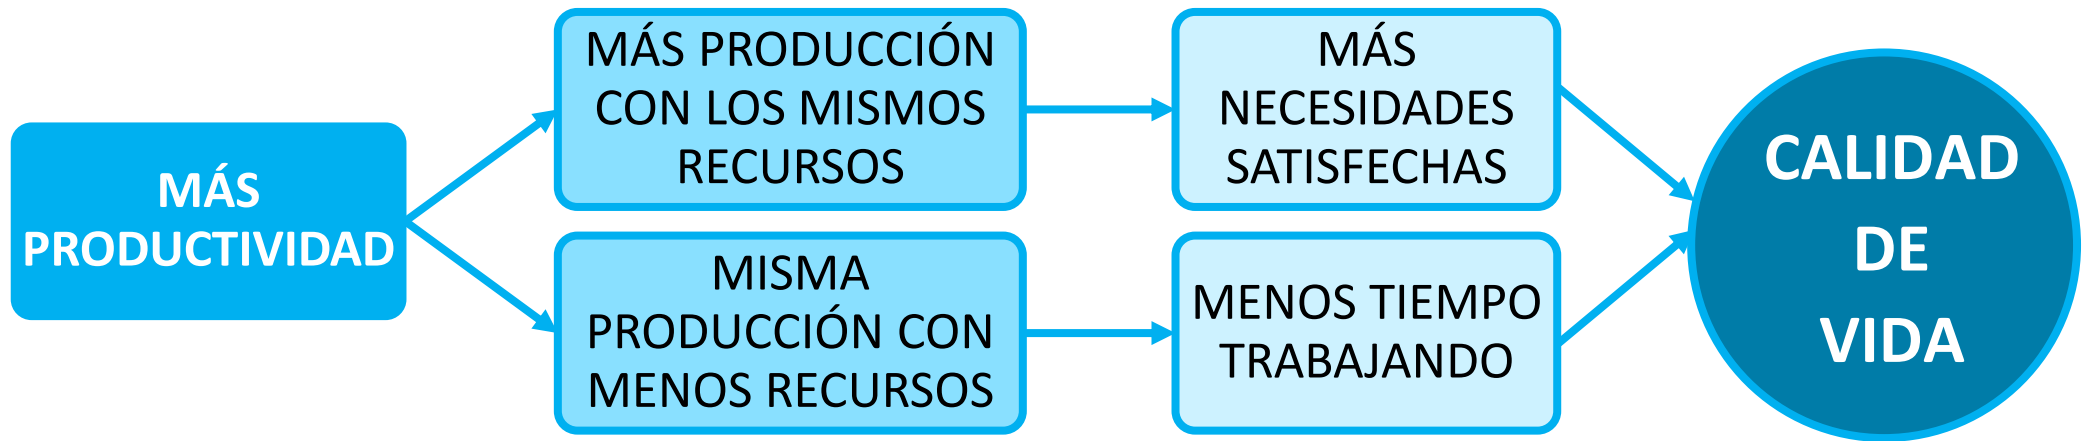 MÁS
PRODUCTIVIDAD
MÁS PRODUCCIÓN
CON LOS MISMOS
RECURSOS
MÁS
NECESIDADES
SATISFECHAS
MISMA
PRODUCCIÓN CON
MENOS RECURSOS
MENOS TIEMPO
TRABAJANDO
CALIDAD
DE
VIDA